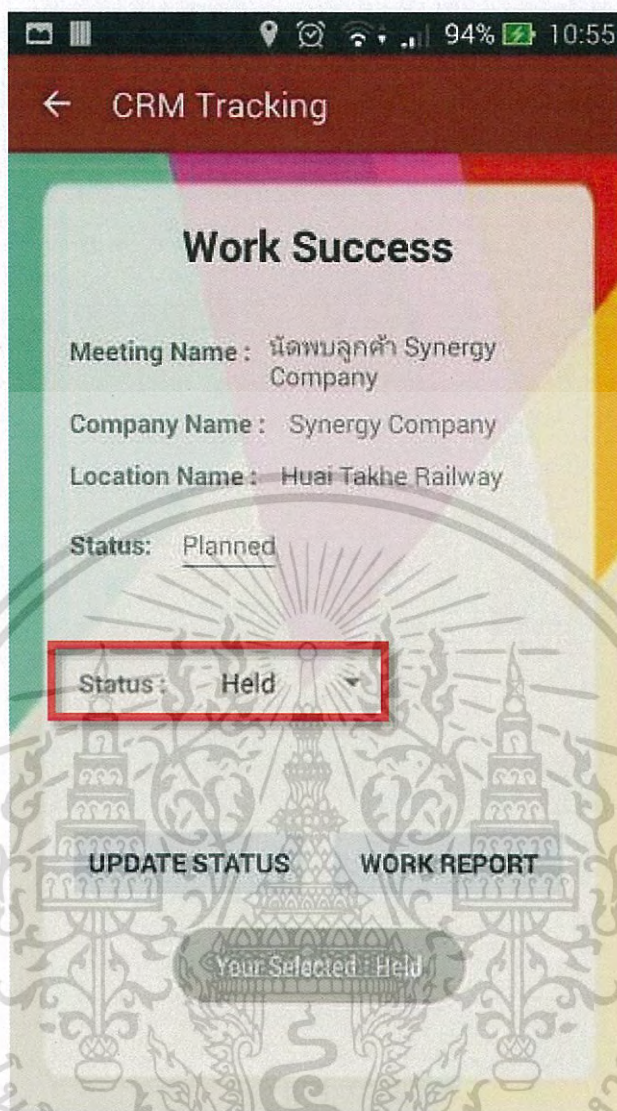 94% 10:55
CRM Tracking
Work Success
Meeting Name : นัดพบลูกค้า Synergy
Company
Company Name : Synergy Company
Location Name : Huai Takhe Railway
Status: Planned
Status : Held
UPDATE STATUS WORK REPORT
Your Selected : Held